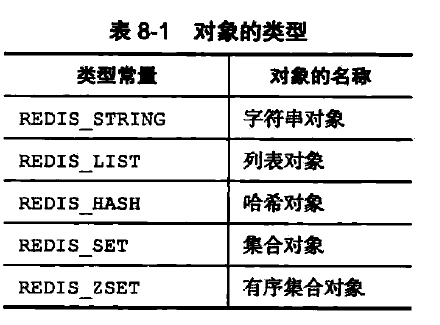 表 8-1 对象的类型
类型常量 对象的名称
REDIS_STRING 字符串对象
REDIS_LIST 列表对象
REDIS_HASH 哈希对象
REDIS_SET 集合对象
REDIS_ZSET 有序集合对象